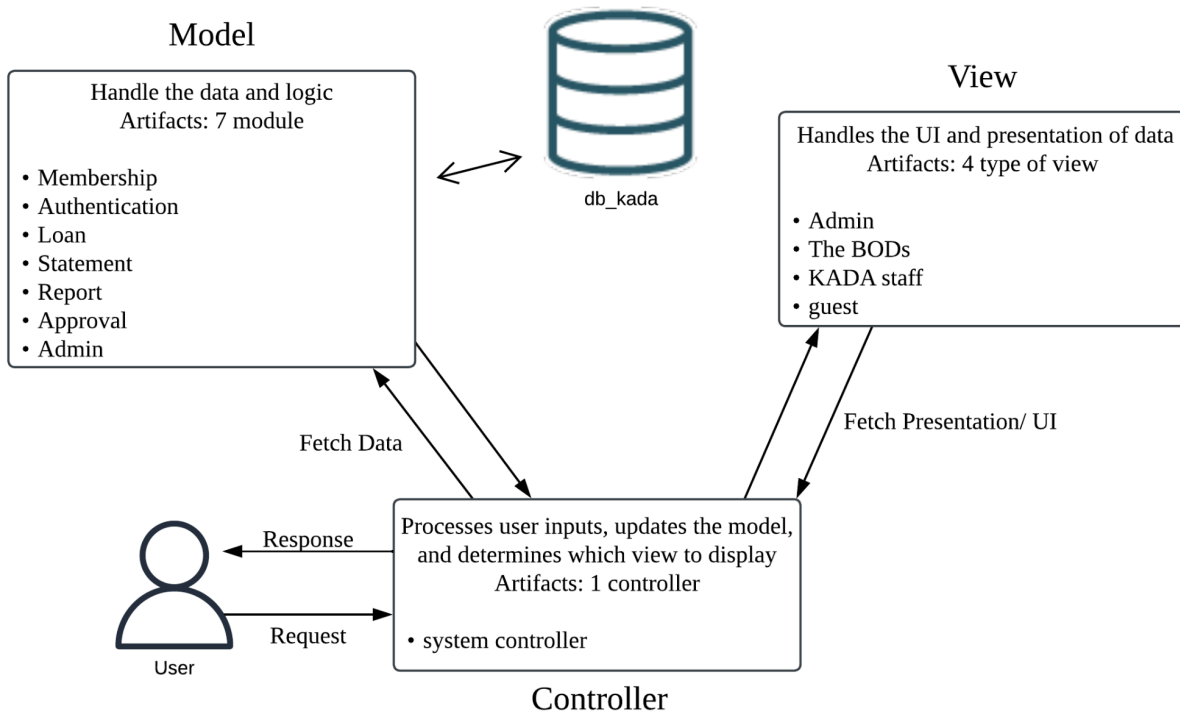 Model
Handle the data and logic
Artifacts: 7 module
• Membership
• Authentication
• Loan
• Statement
• Report
• Approval
• Admin
db_kada
View
Handles the UI and presentation of data
Artifacts: 4 type of view
• Admin
• The BODs
• KADA staff
• guest
Fetch Data
Fetch Presentation/ UI
Response
Request
User
Processes user inputs, updates the model,
and determines which view to display
Artifacts: 1 controller
• system controller
Controller